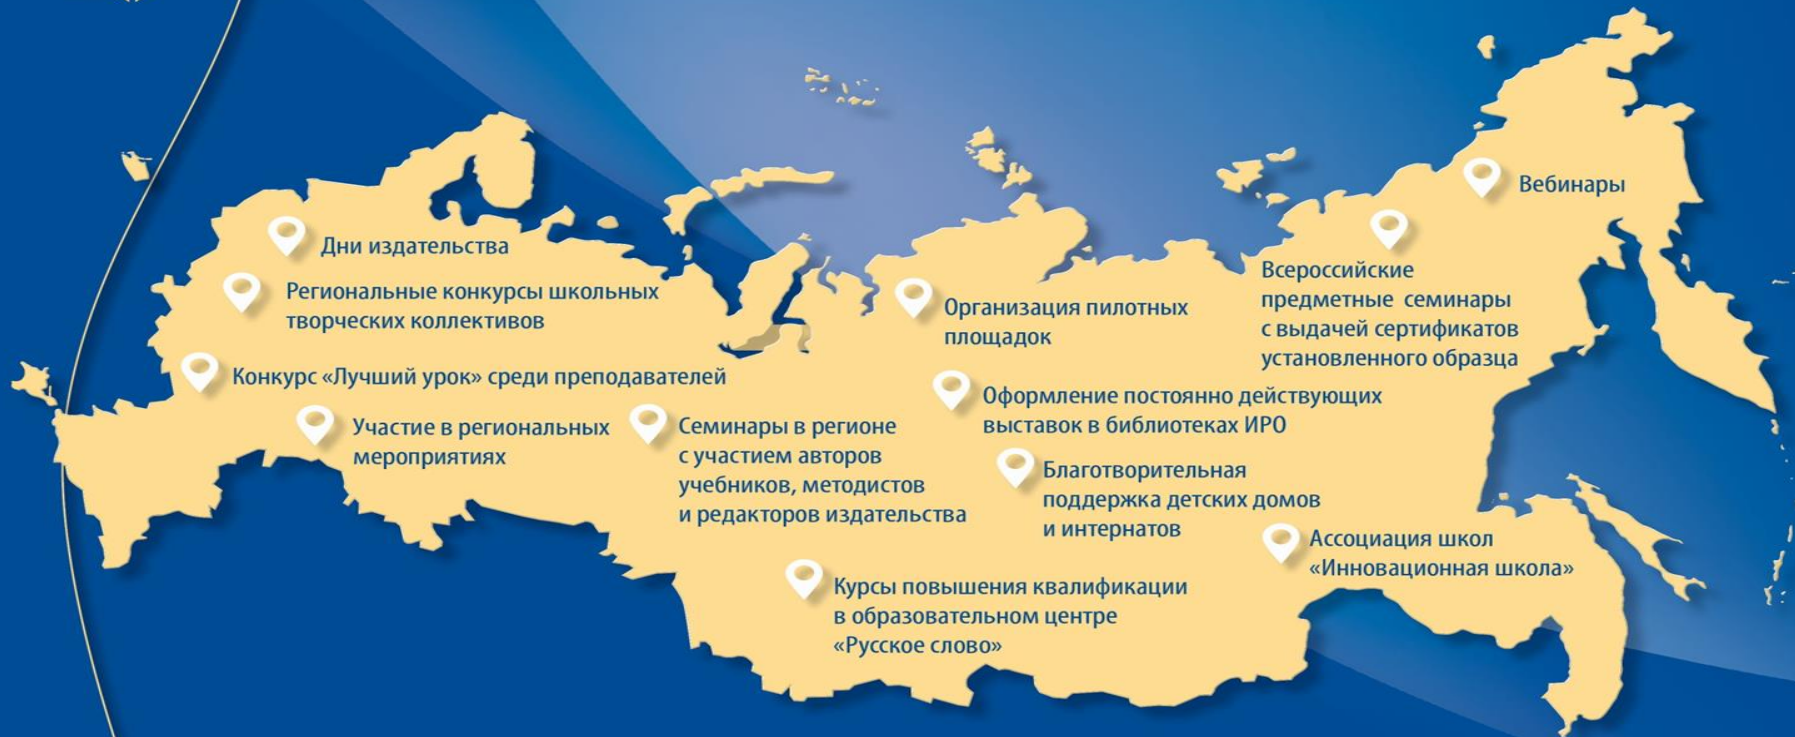 Дни издательства
Региональные конкурсы школьных
творческих коллективов
Конкурс «Лучший урок» среди преподавателей
Участие в региональных
мероприятиях
Семинары в регионе
с участием авторов
учебников, методистов
и редакторов издательства
Курсы повышения квалификации
в образовательном центре
«Русское слово»
Организация пилотных
площадок
Оформление постоянно действующих
выставок в библиотеках ИРО
Благотворительная
поддержка детских домов
и интернатов
Ассоциация школ
«Инновационная школа»
Всероссийские
предметные семинары
с выдачей сертификатов
установленного образца
Вебинары